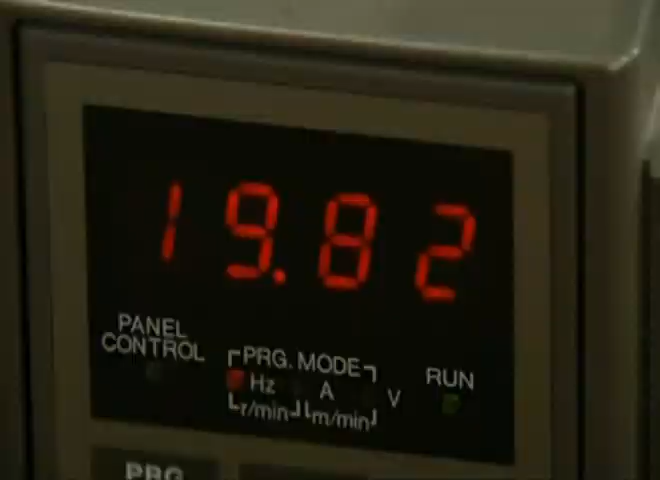 19.82
PANEL
CONTROL
PRG. MODE
Hz A V
r/min m/min
RUN
PRG